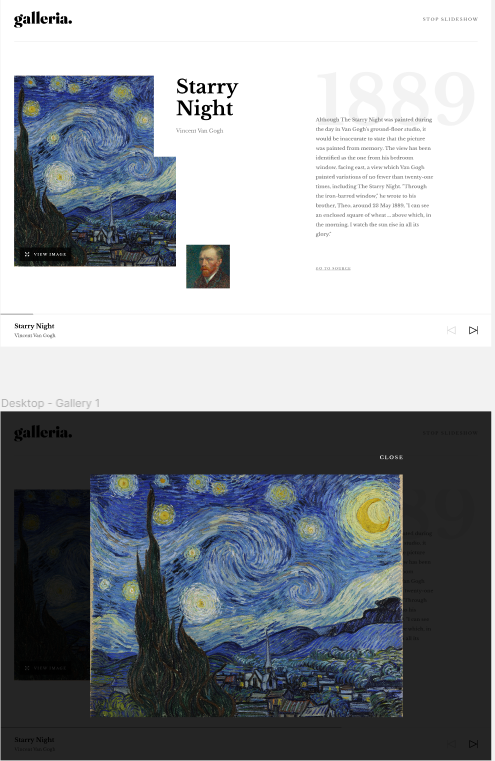 galleria.
STOP SLIDESHOW
Starry
Night
Vincent Van Gogh
1889
Although The Starry Night was painted during
the day in Van Gogh's ground-floor studio, it
would be inaccurate to state that the picture
was painted from memory. The view has been
identified as the one from his bedroom
window, facing east, a view which Van Gogh
painted variations of no fewer than twenty-one
times, including The Starry Night. "Through
the iron-barred window," he wrote to his
brother, Theo, around 23 May 1889, "I can see
an enclosed square of wheat ... above which, in
the morning, I watch the sun rise in all its
glory."
VIEW IMAGE
GO TO SOURCE
Starry Night
Vincent Van Gogh
Desktop - Gallery 1
galleria.
STOP SLIDESHOW
CLOSE
89
VIEW IMAGE
Starry Night
Vincent Van Gogh